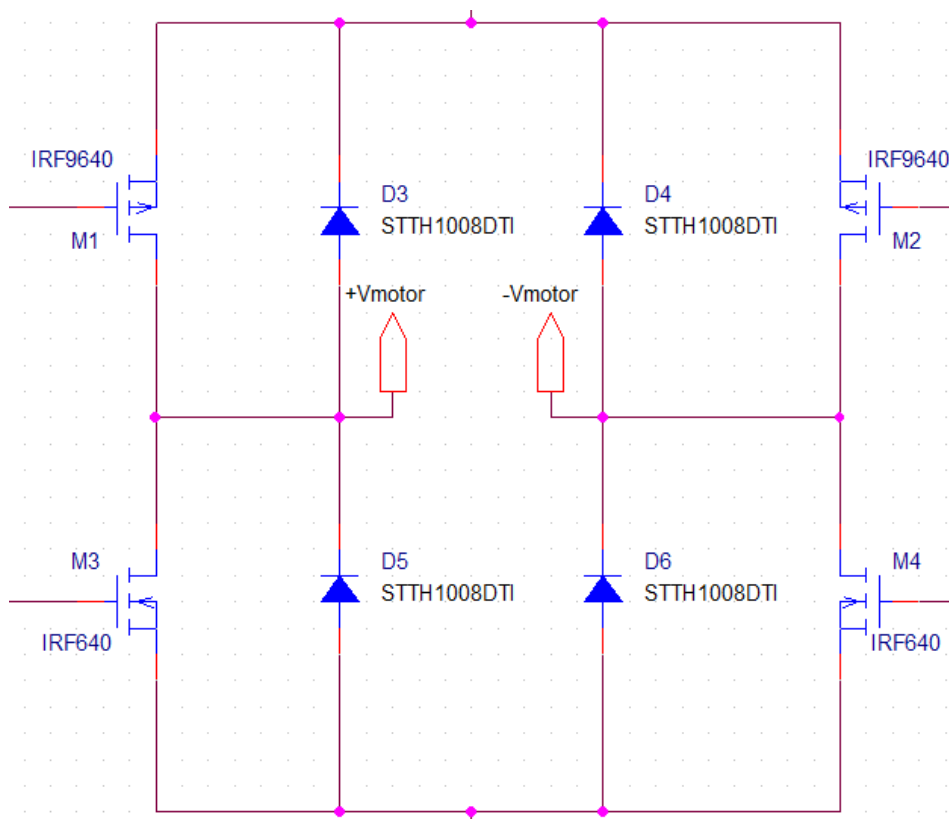 IRF9640
M1
D3
STTH1008DTI
D4
STTH1008DTI
IRF9640
M2
+Vmotor
-Vmotor
M3
IRF640
D5
STTH1008DTI
D6
STTH1008DTI
M4
IRF640